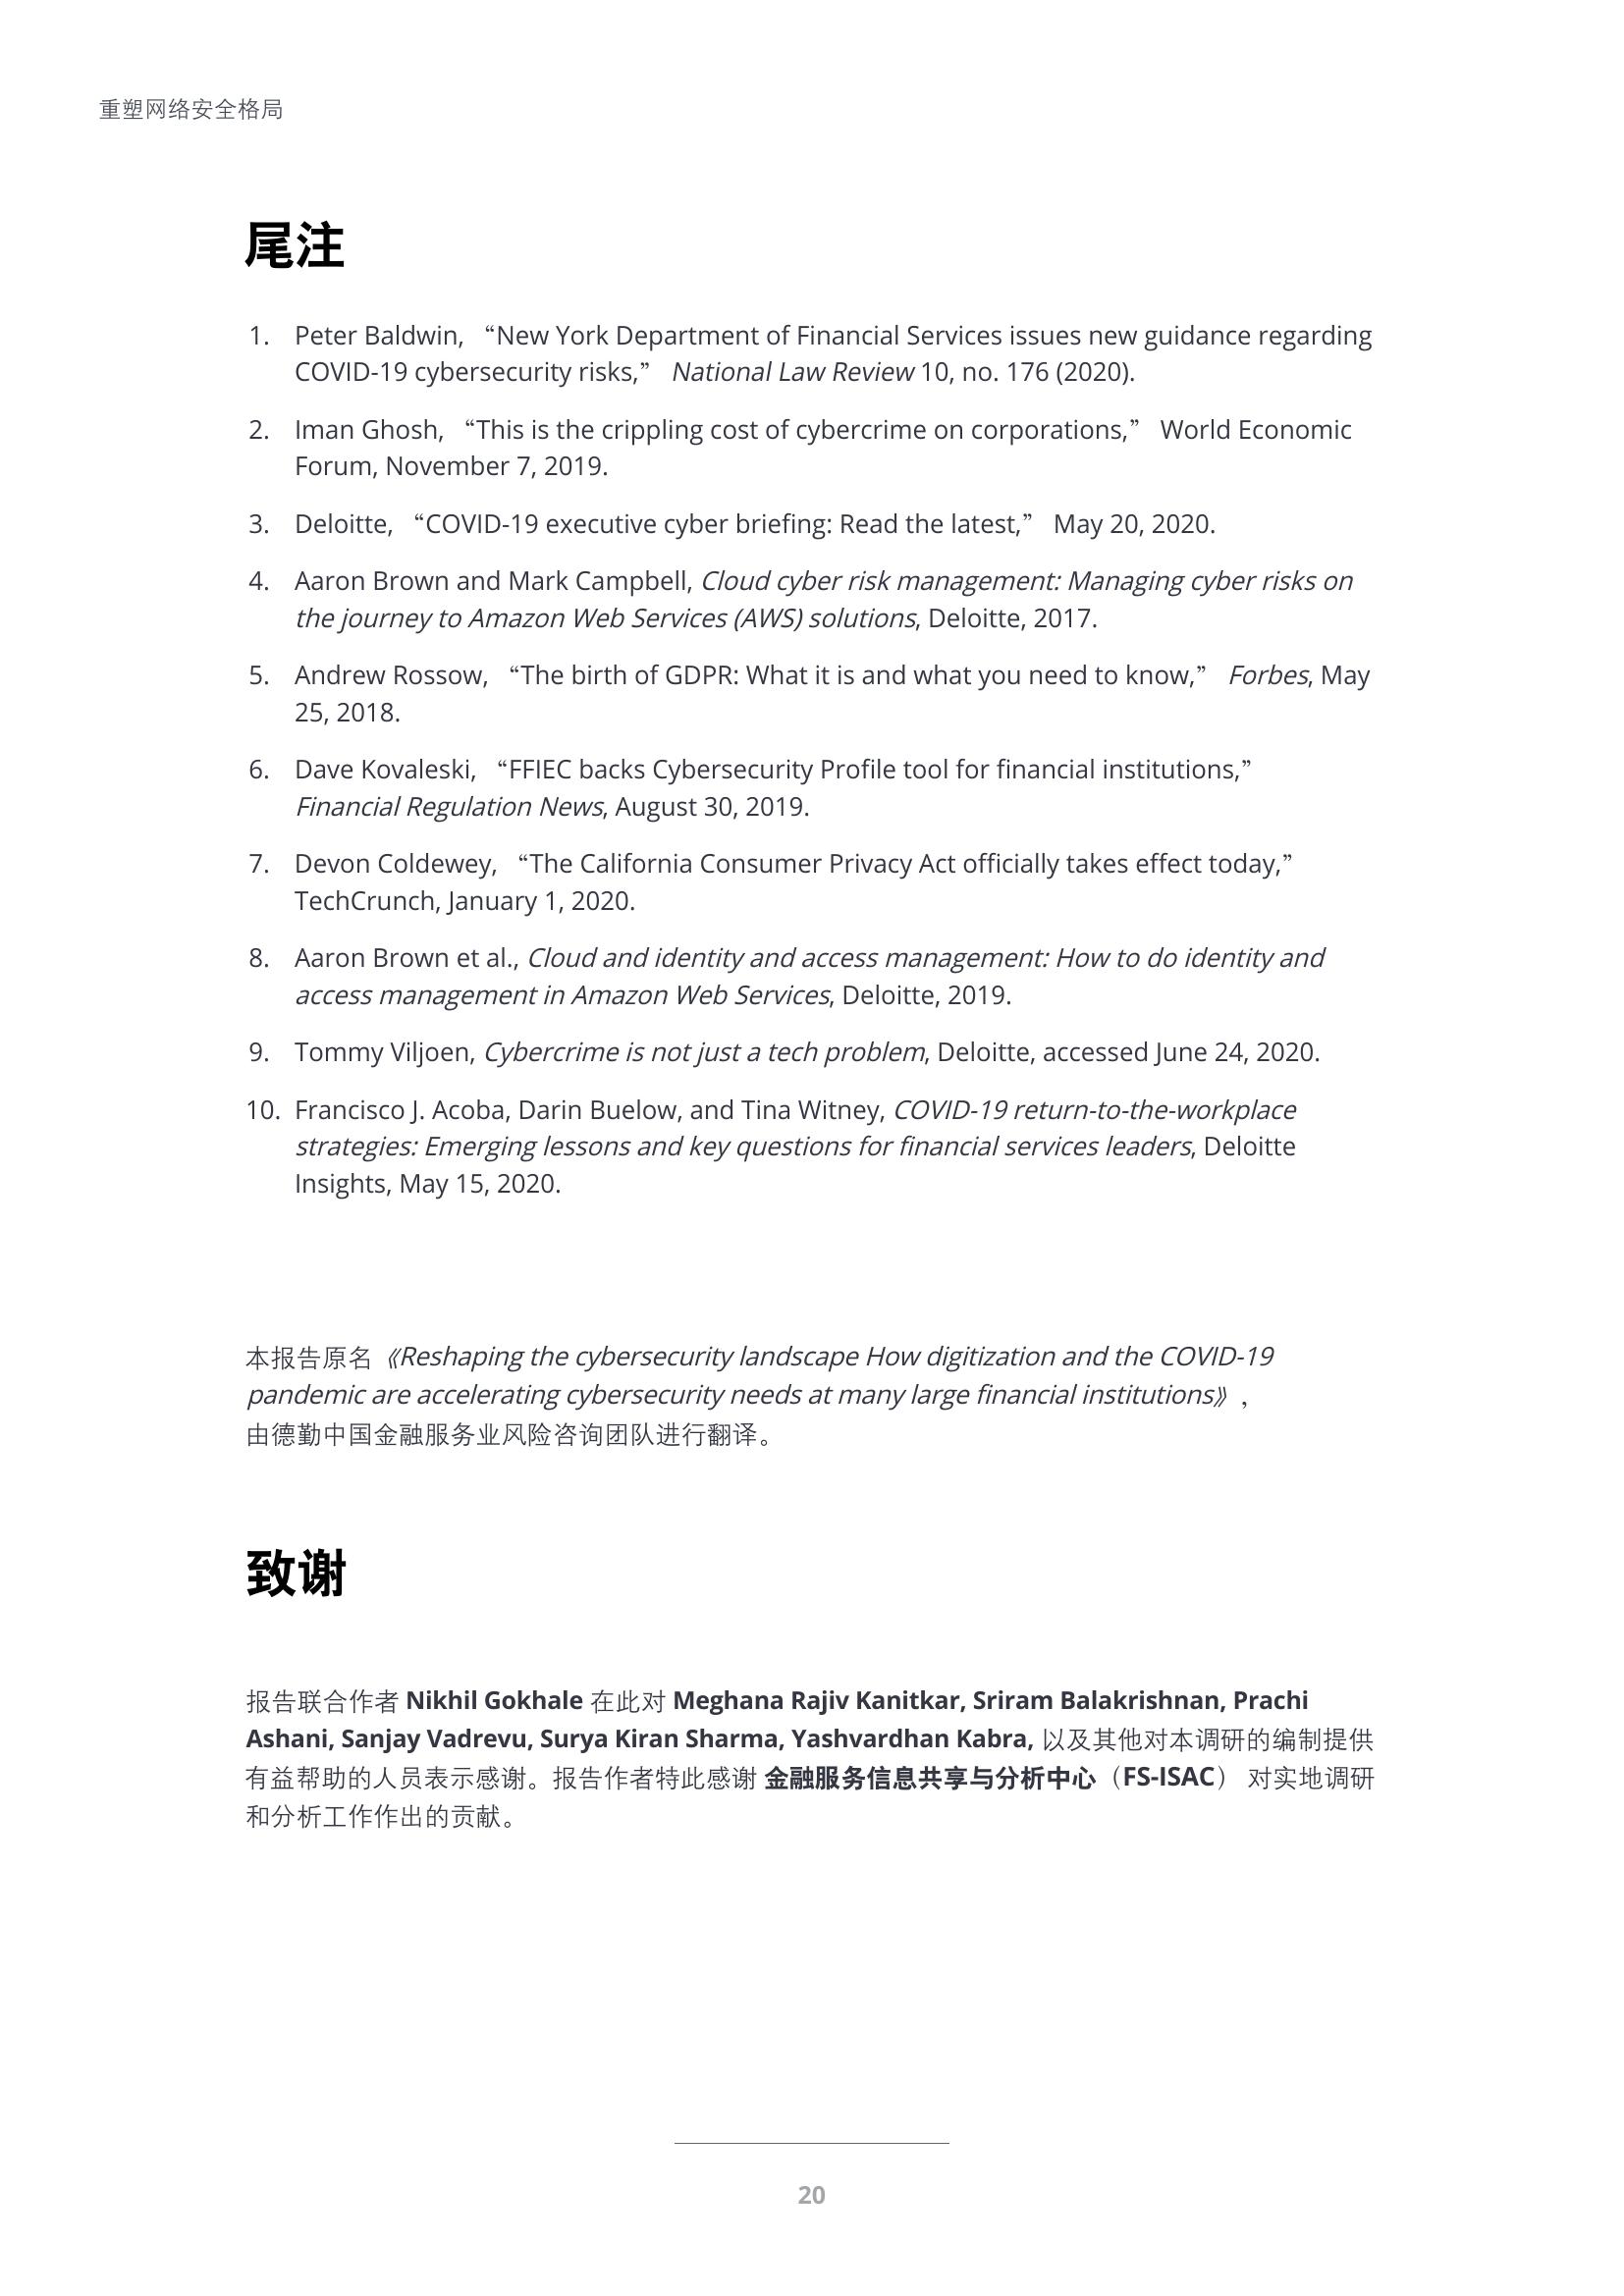 重塑网络安全格局
尾注
1. Peter Baldwin, “New York Department of Financial Services issues new guidance regarding
COVID-19 cybersecurity risks,” National Law Review 10, no. 176 (2020).
2. Iman Ghosh, “This is the crippling cost of cybercrime on corporations,” World Economic
Forum, November 7, 2019.
3. Deloitte, “COVID-19 executive cyber briefing: Read the latest,” May 20, 2020.
4. Aaron Brown and Mark Campbell, Cloud cyber risk management: Managing cyber risks on
the journey to Amazon Web Services (AWS) solutions, Deloitte, 2017.
5. Andrew Rossow, “The birth of GDPR: What it is and what you need to know,” Forbes, May
25, 2018.
6. Dave Kovaleski, “FFIEC backs Cybersecurity Profile tool for financial institutions,”
Financial Regulation News, August 30, 2019.
7. Devon Coldewey, “The California Consumer Privacy Act officially takes effect today,”
TechCrunch, January 1, 2020.
8. Aaron Brown et al., Cloud and identity and access management: How to do identity and
access management in Amazon Web Services, Deloitte, 2019.
9. Tommy Viljoen, Cybercrime is not just a tech problem, Deloitte, accessed June 24, 2020.
10. Francisco J. Acoba, Darin Buelow, and Tina Witney, COVID-19 return-to-the-workplace
strategies: Emerging lessons and key questions for financial services leaders, Deloitte
Insights, May 15, 2020.
本报告原名《Reshaping the cybersecurity landscape How digitization and the COVID-19
pandemic are accelerating cybersecurity needs at many large financial institutions》,
由德勤中国金融服务业风险咨询团队进行翻译。
致谢
报告联合作者 Nikhil Gokhale 在此对 Meghana Rajiv Kanitkar, Sriram Balakrishnan, Prachi
Ashani, Sanjay Vadrevu, Surya Kiran Sharma, Yashvardhan Kabra, 以及其他对本调研的编制提供
有益帮助的人员表示感谢。报告作者特此感谢 金融服务信息共享与分析中心（FS-ISAC） 对实地调研
和分析工作作出的贡献。
20